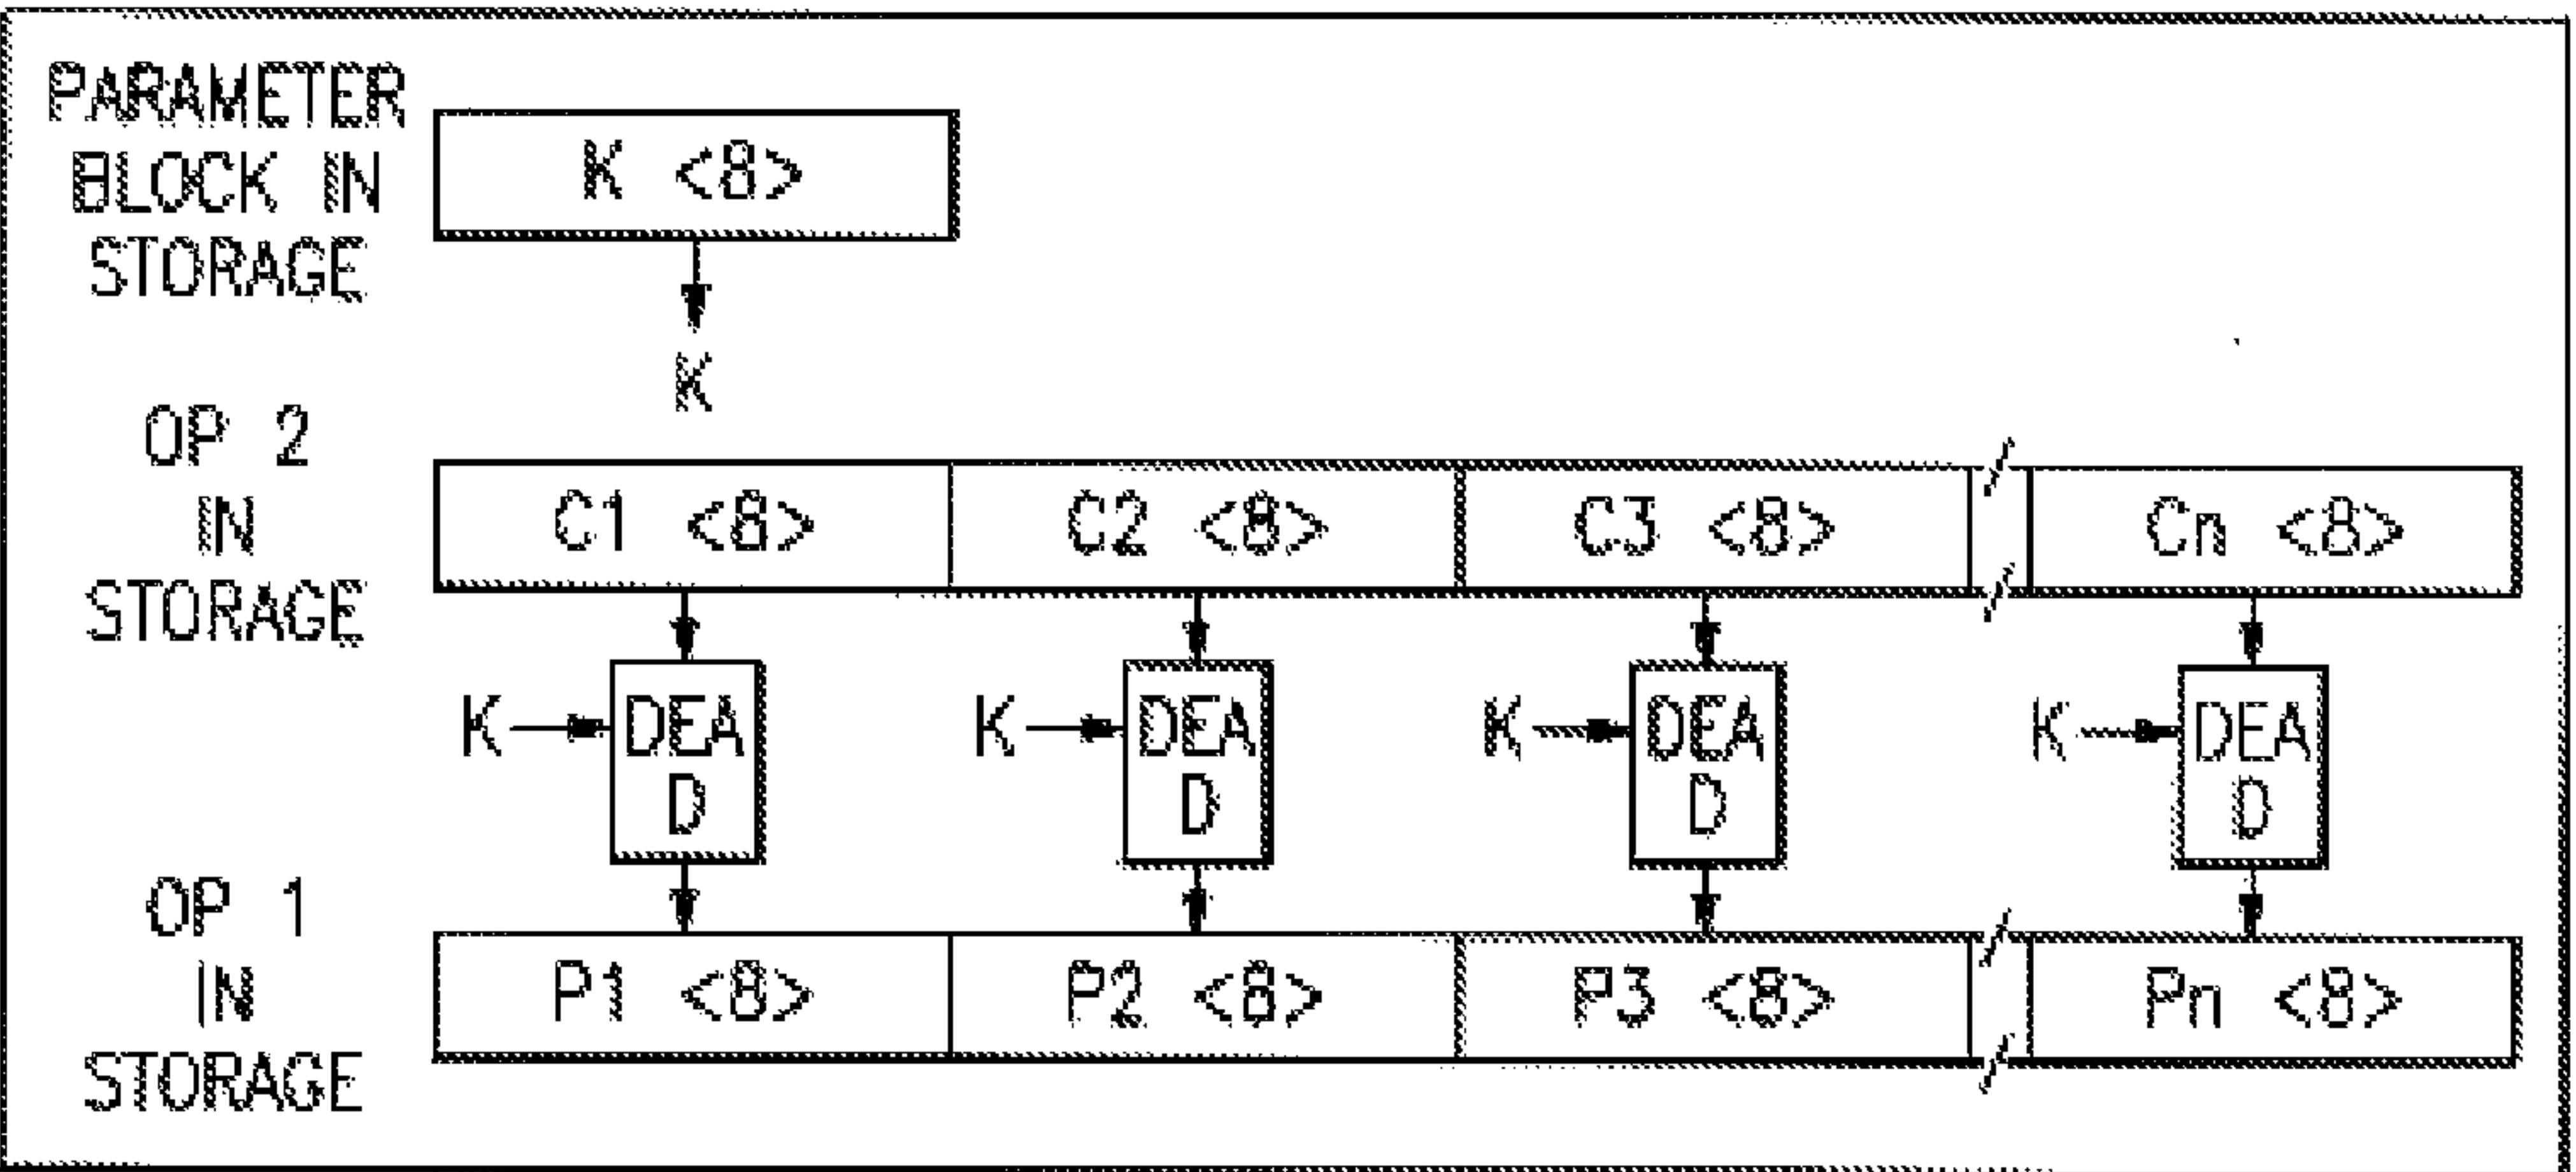 PARAMETER
BLOCK IN
STORAGE
K <8>
K
OP 2
IN
STORAGE
C1 <8> C2 <8> C3 <8> Cn <8>
K DEA K DEA K DEA K DEA
D D D D
OP 1
IN
STORAGE
P1 <8> P2 <8> P3 <8> Pn <8>